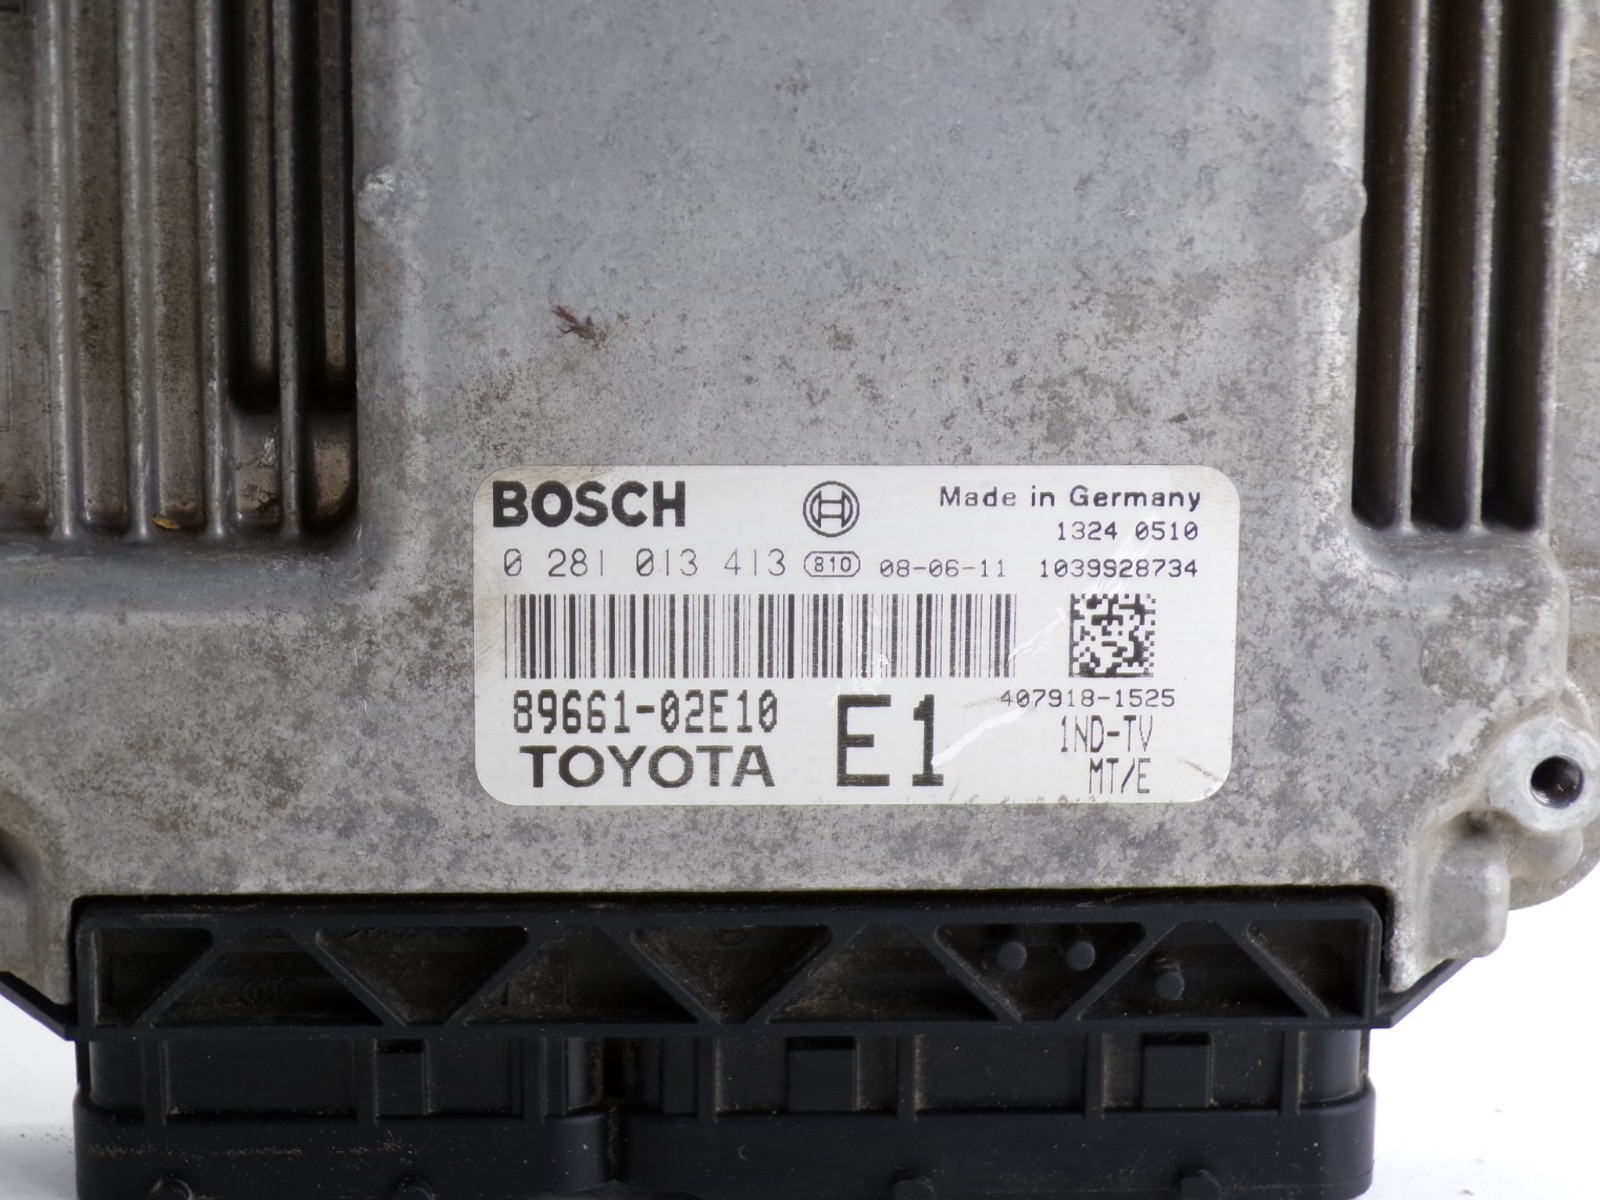 BOSCH Made in Germany
1324 0510
0 281 013 413 810 08-06-11 1039S28734
89661-02E10 E1 407918-1525
TOYOTA 1ND-TV
MT/E